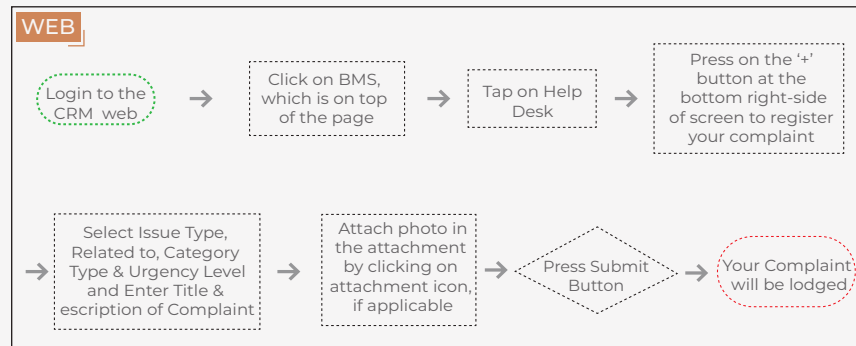 WEB
Login to the
CRM web
Click on BMS,
which is on top
of the page
Tap on Help
Desk
Press on the ‘+’
button at the
bottom right-side
of screen to register
your complaint
Select Issue Type,
Related to, Category
Type & Urgency Level
and Enter Title &
escription of Complaint
Attach photo in
the attachment
by clicking on
attachment icon,
if applicable
Press Submit
Button
Your Complaint
will be lodged